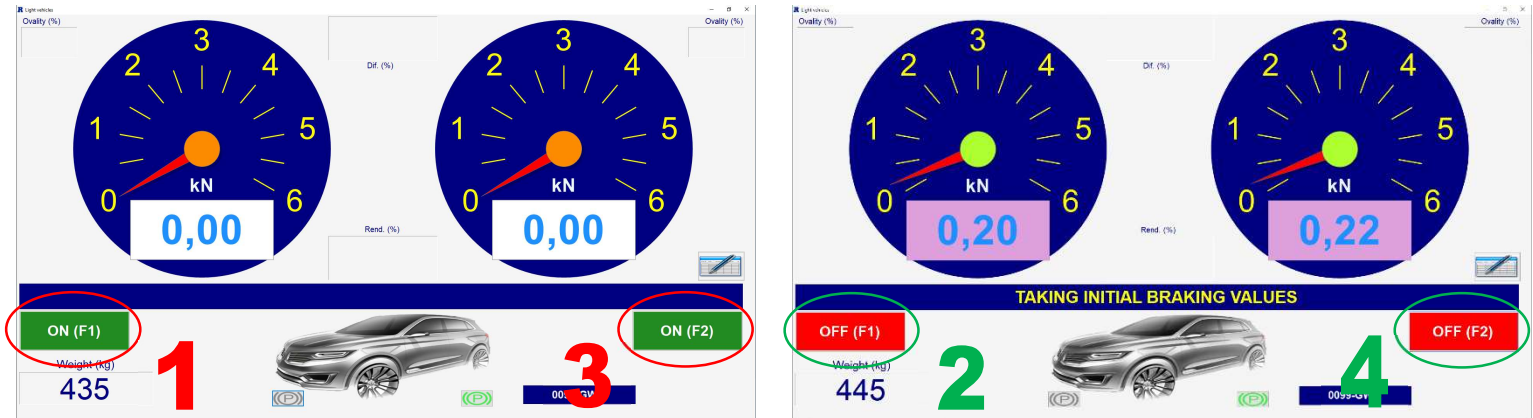 Light vehicles
Ovality (%)
Ovality (%)
0 1 2 3 4 5 6
kN
0,00
0 1 2 3 4 5 6
kN
0,00
Dif. (%)
Rend. (%)
ON (F1)
ON (F2)
Weight (kg)
435
1
3
Light vehicles
Ovality (%)
Ovality (%)
0 1 2 3 4 5 6
kN
0,20
0 1 2 3 4 5 6
kN
0,22
Dif. (%)
Rend. (%)
TAKING INITIAL BRAKING VALUES
OFF (F1)
OFF (F2)
Weight (kg)
445
2
4